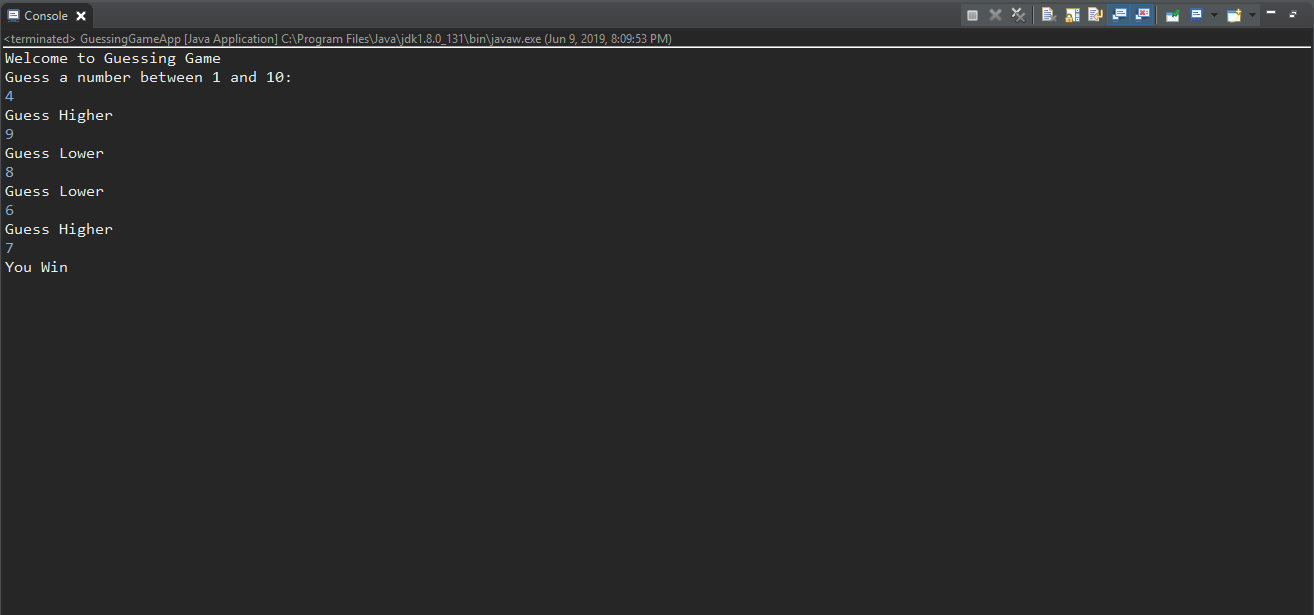 Console
<terminated> GuessingGameApp [Java Application] C:\Program Files\Java\jdk1.8.0_131\bin\javaw.exe (Jun 9, 2019, 8:09:53 PM)
Welcome to Guessing Game
Guess a number between 1 and 10:
4
Guess Higher
9
Guess Lower
8
Guess Lower
6
Guess Higher
7
You Win